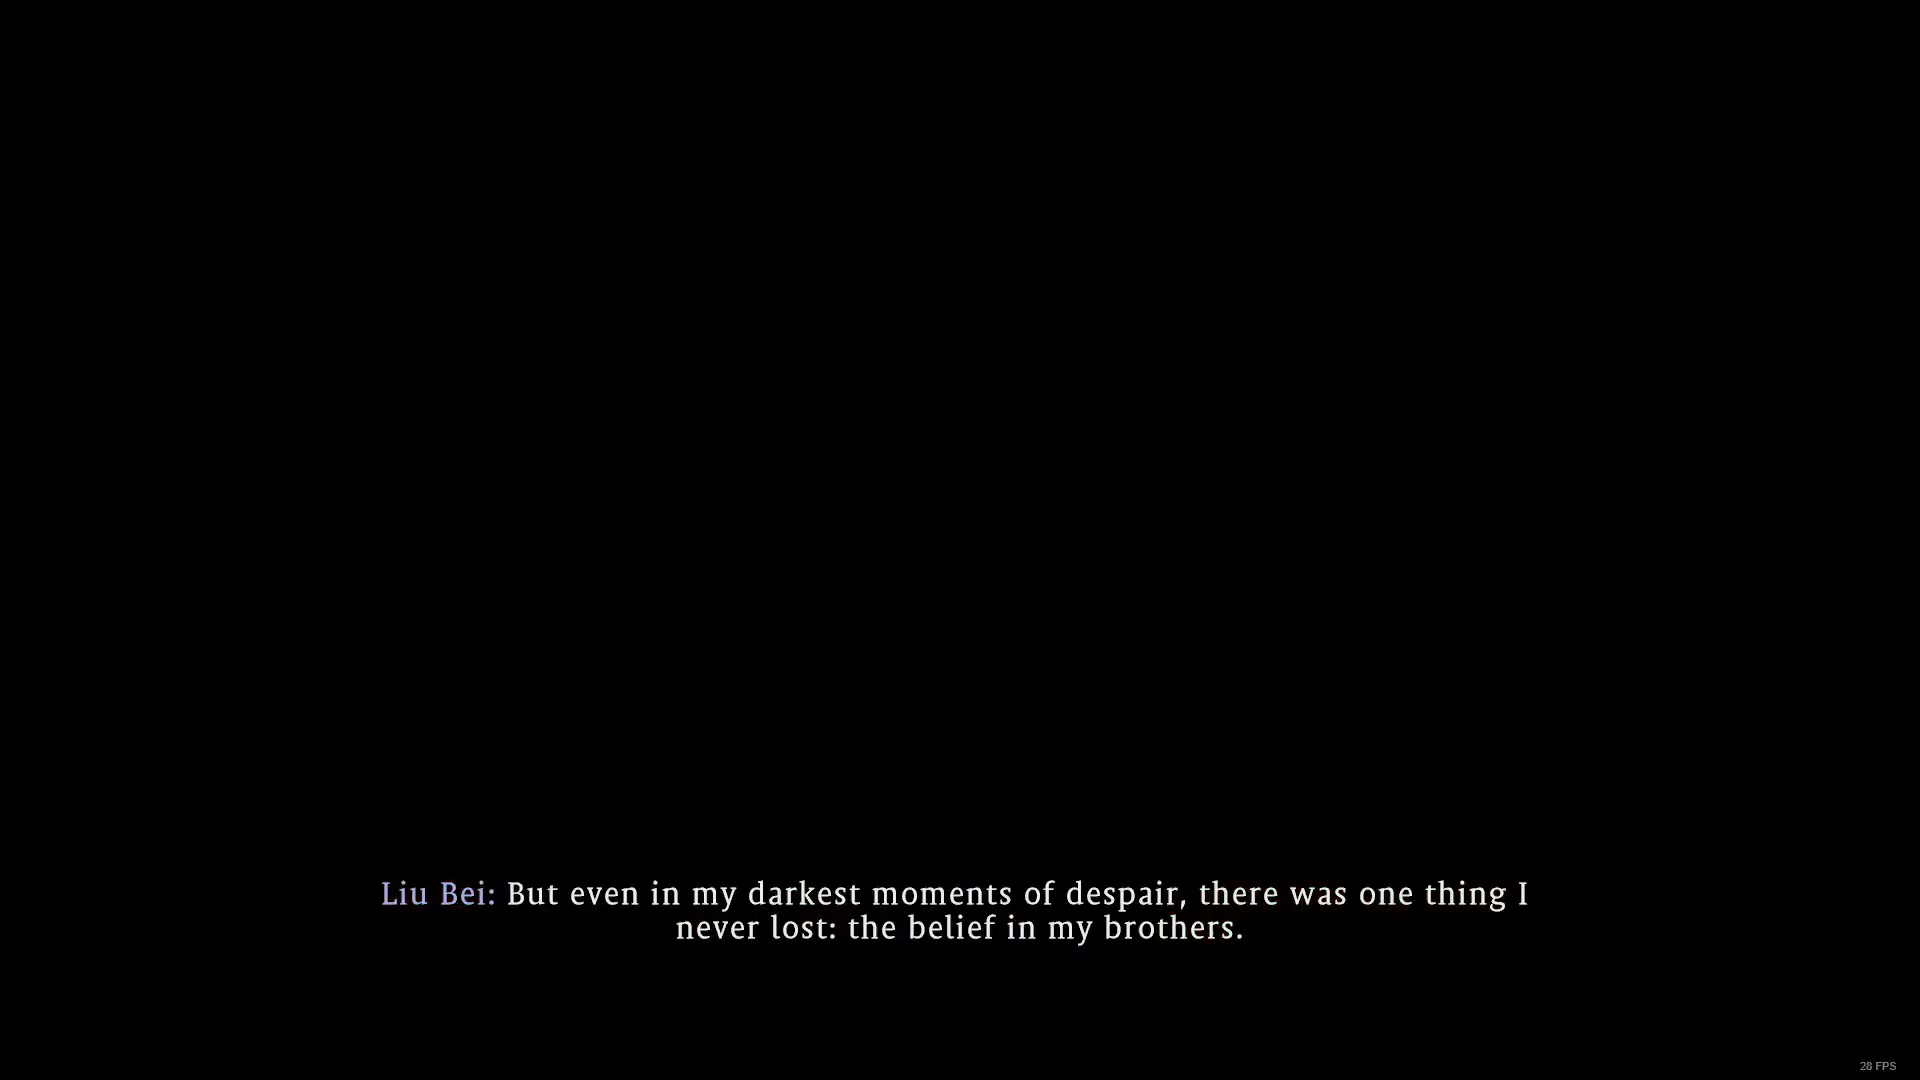 Liu Bei: But even in my darkest moments of despair, there was one thing I
never lost: the belief in my brothers.
28 FPS